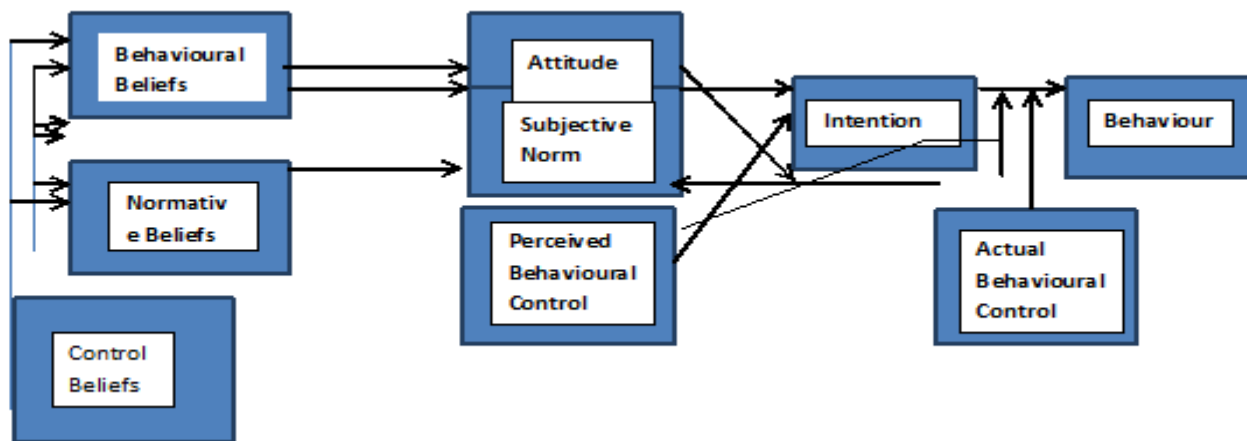 Behavioural
Beliefs
Attitude
Subjective
Norm
Intention
Behaviour
Normativ
e Beliefs
Perceived
Behavioural
Control
Actual
Behavioural
Control
Control
Beliefs